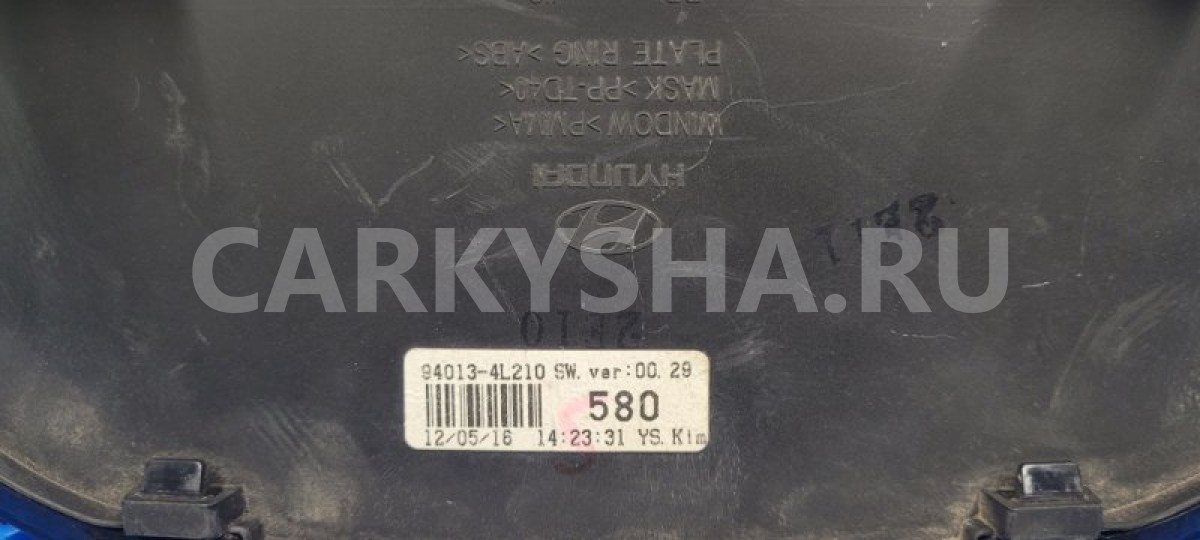 PLATE RING >ABS<
MASK >PP-TD40<
WINDOW >PMMA<
HYUNDAI
CARKYSHA.RU
2F10
94013-4L210 SW. ver:00. 29
580
12/05/16 14:23:31 YS. Kim